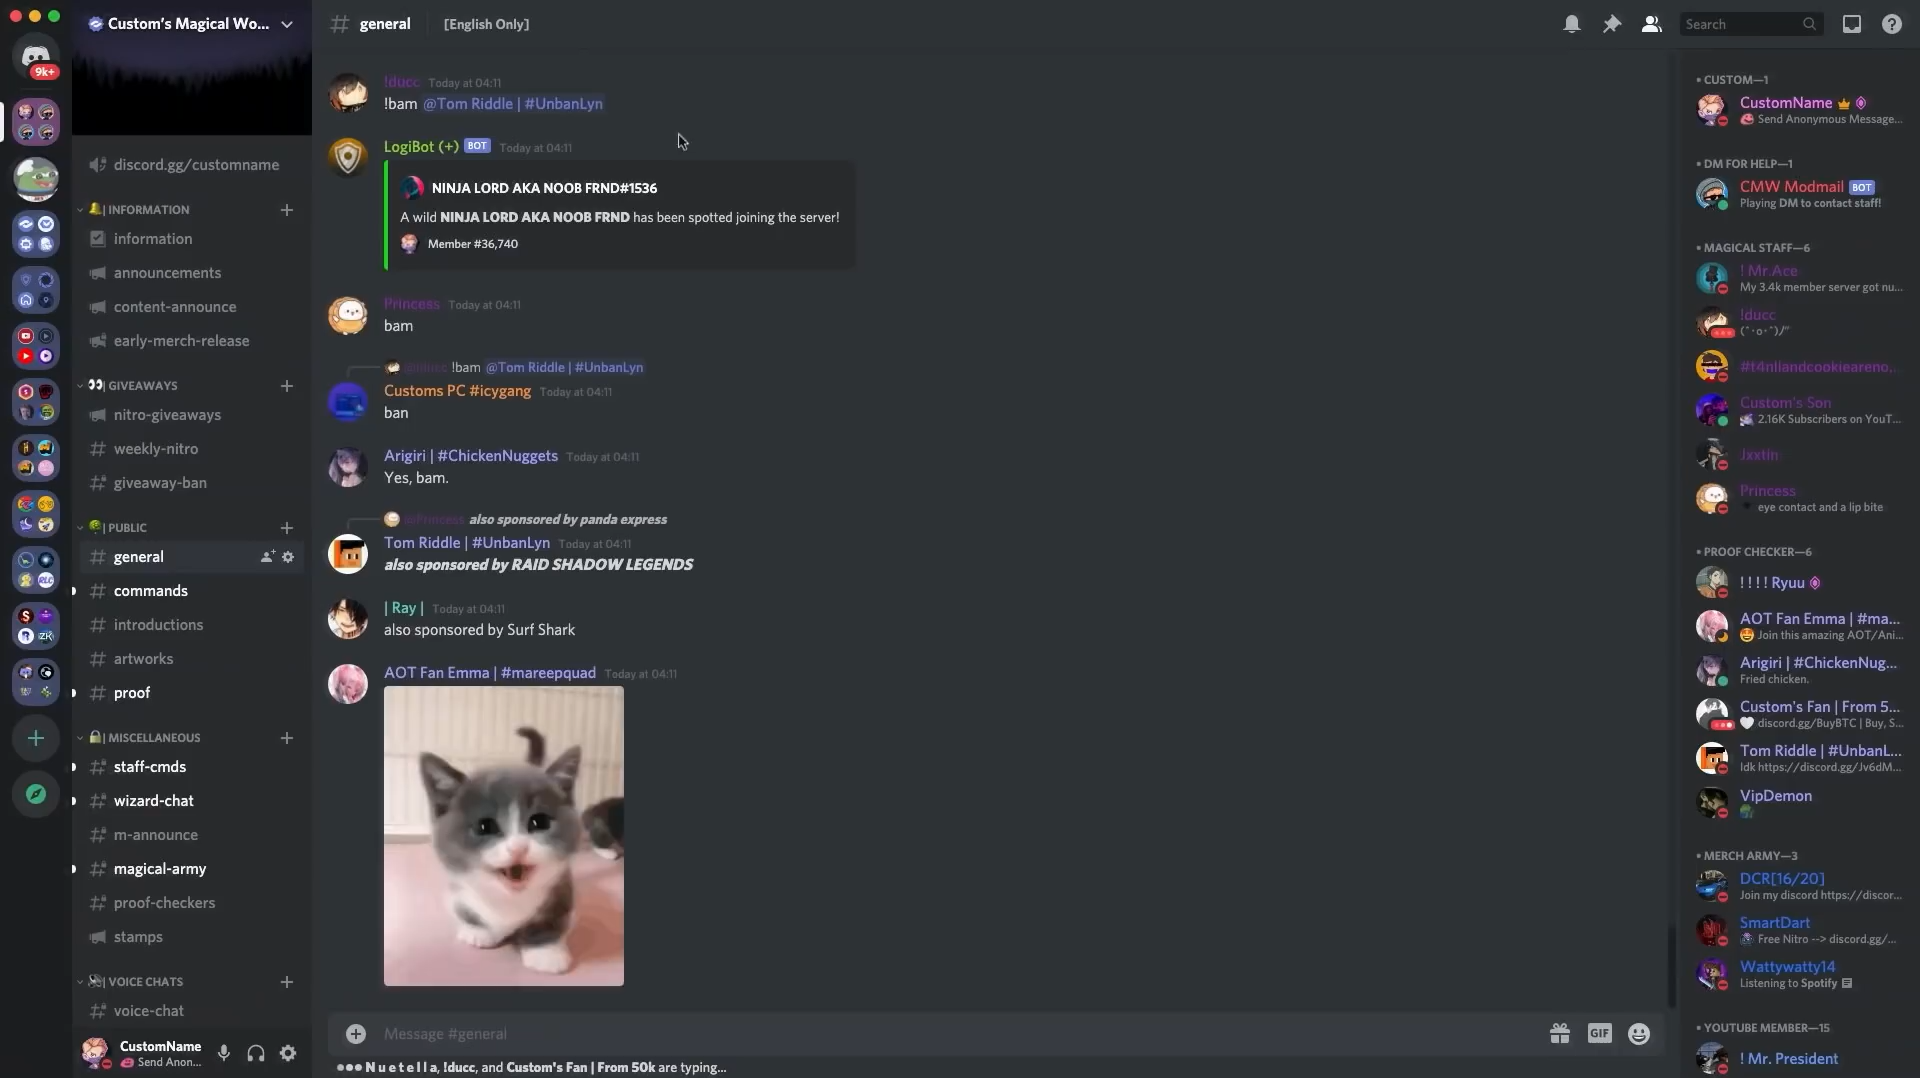 9k+
Custom's Magical Wo...
discord.gg/customname
INFORMATION
information
announcements
content-announce
early-merch-release
GIVEAWAYS
nitro-giveaways
weekly-nitro
giveaway-ban
PUBLIC
general
commands
introductions
artworks
proof
MISCELLANEOUS
staff-cmds
wizard-chat
m-announce
magical-army
proof-checkers
stamps
VOICE CHATS
voice-chat
CustomName
Send Anon...
# general [English Only]
Search
!ducc Today at 04:11
!bam @Tom Riddle | #UnbanLyn
LogiBot (+) BOT Today at 04:11
NINJA LORD AKA NOOB FRND#1536
A wild NINJA LORD AKA NOOB FRND has been spotted joining the server!
Member #36,740
Princess Today at 04:11
bam
!bam @Tom Riddle | #UnbanLyn
Customs PC #icygang Today at 04:11
ban
Arigiri | #ChickenNuggets Today at 04:11
Yes, bam.
@Princess also sponsored by panda express
Tom Riddle | #UnbanLyn Today at 04:11
also sponsored by RAID SHADOW LEGENDS
| Ray | Today at 04:11
also sponsored by Surf Shark
AOT Fan Emma | #mareepquad Today at 04:11
Message #general
GIF
N u e t e l l a, !ducc, and Custom's Fan | From 50k are typing...
CUSTOM—1
CustomName
Send Anonymous Message...
DM FOR HELP—1
CMW Modmail BOT
Playing DM to contact staff!
MAGICAL STAFF—6
! Mr.Ace
My 3.4k member server got nu...
!ducc
#t4nliandcookieareno...
Custom's Son
2.16K Subscribers on YouT...
Jxxtin
Princess
eye contact and a lip bite
PROOF CHECKER—6
! ! ! ! Ryuu
AOT Fan Emma | #ma...
Join this amazing AOT/Ani...
Arigiri | #ChickenNug...
Fried chicken.
Custom's Fan | From 5...
discord.gg/BuyBTC | Buy, S...
Tom Riddle | #UnbanL...
Idk https://discord.gg/Jv6dM...
VipDemon
MERCH ARMY—3
DCR[16/20]
Join my discord https://discor...
SmartDart
Free Nitro --> discord.gg/...
Wattywatty14
Listening to Spotify
YOUTUBE MEMBER—15
! Mr. President